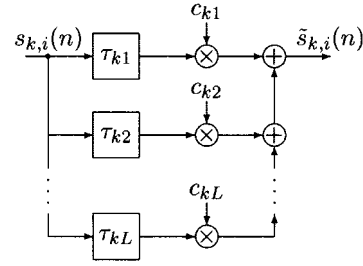 c_{k1}
s_{k,i}(n) τ_{k1} × + s̃_{k,i}(n)
c_{k2}
τ_{k2} × +
c_{kL}
τ_{kL} ×